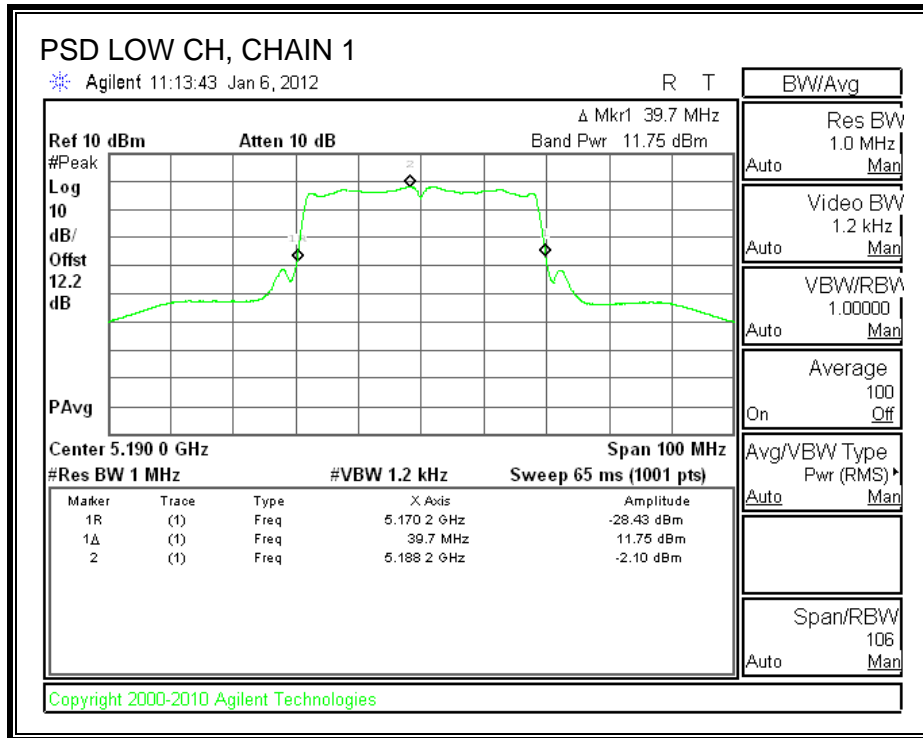 PSD LOW CH, CHAIN 1
Agilent 11:13:43 Jan 6, 2012 R T
Δ Mkr1 39.7 MHz
Ref 10 dBm Atten 10 dB Band Pwr 11.75 dBm
#Peak
Log
10
dB/
Offst
12.2
dB
PAvg
2
1R
Center 5.190 0 GHz Span 100 MHz
#Res BW 1 MHz #VBW 1.2 kHz Sweep 65 ms (1001 pts)
Marker Trace Type X Axis Amplitude
1R (1) Freq 5.170 2 GHz -28.43 dBm
1Δ (1) Freq 39.7 MHz 11.75 dBm
2 (1) Freq 5.188 2 GHz -2.10 dBm
BW/Avg
Res BW
1.0 MHz
Auto Man
Video BW
1.2 kHz
Auto Man
VBW/RBW
1.00000
Auto Man
Average
100
On Off
Avg/VBW Type
Pwr (RMS)
Auto Man
Span/RBW
106
Auto Man
Copyright 2000-2010 Agilent Technologies